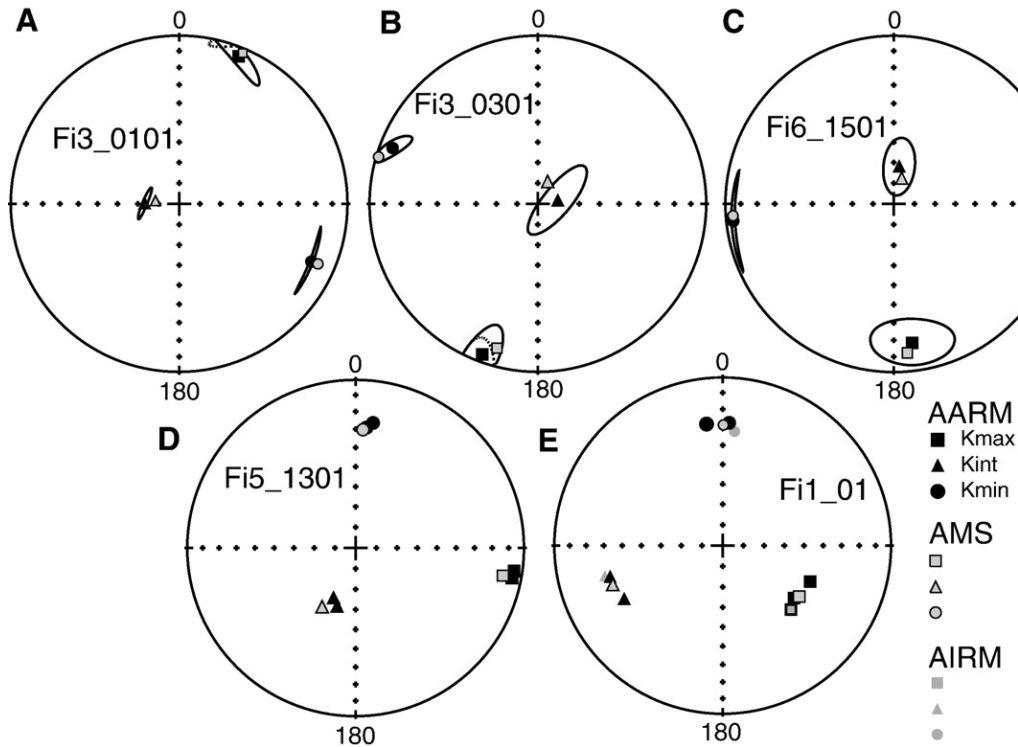 A
0
Fi3_0101
180
B
0
Fi3_0301
180
C
0
Fi6_1501
180
D
0
Fi5_1301
180
E
0
Fi1_01
180
AARM
Kmax
Kint
Kmin
AMS
AIRM